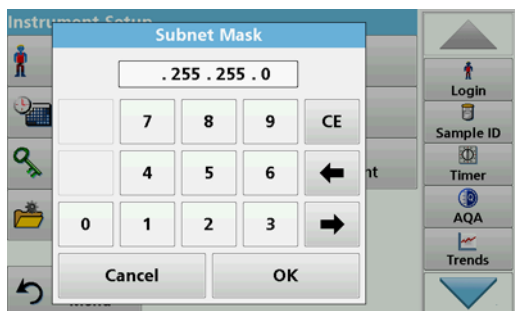 Instrument Setup
Subnet Mask
. 255 . 255 . 0
7 8 9 CE
4 5 6
0 1 2 3
Cancel OK
Menu
Login
Sample ID
Timer
AQA
Trends